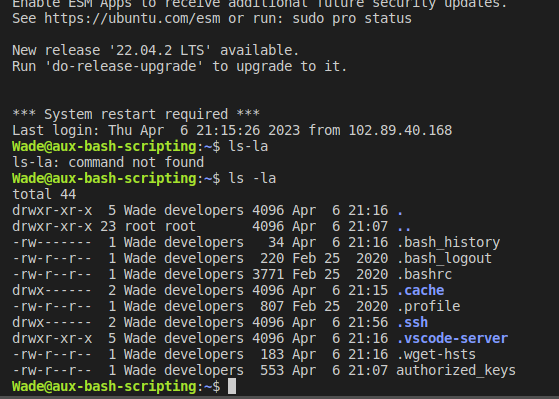 Enable ESM Apps to receive additional future security updates.
See https://ubuntu.com/esm or run: sudo pro status
New release '22.04.2 LTS' available.
Run 'do-release-upgrade' to upgrade to it.
*** System restart required ***
Last login: Thu Apr  6 21:15:26 2023 from 102.89.40.168
Wade@aux-bash-scripting:~$ ls-la
ls-la: command not found
Wade@aux-bash-scripting:~$ ls -la
total 44
drwxr-xr-x  5 Wade developers 4096 Apr  6 21:16 .
drwxr-xr-x 23 root root       4096 Apr  6 21:07 ..
-rw-------  1 Wade developers   34 Apr  6 21:16 .bash_history
-rw-r--r--  1 Wade developers  220 Feb 25  2020 .bash_logout
-rw-r--r--  1 Wade developers 3771 Feb 25  2020 .bashrc
drwx------  2 Wade developers 4096 Apr  6 21:15 .cache
-rw-r--r--  1 Wade developers  807 Feb 25  2020 .profile
drwx------  2 Wade developers 4096 Apr  6 21:56 .ssh
drwxr-xr-x  5 Wade developers 4096 Apr  6 21:16 .vscode-server
-rw-r--r--  1 Wade developers  183 Apr  6 21:16 .wget-hsts
-rw-r--r--  1 Wade developers  553 Apr  6 21:07 authorized_keys
Wade@aux-bash-scripting:~$